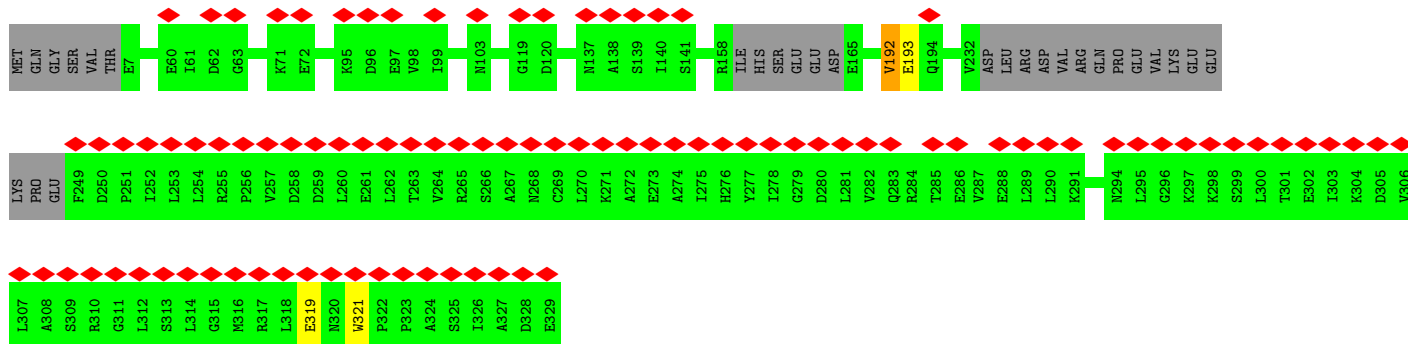 MET GLN GLY SER VAL THR E7 E60 I61 D62 G63 K71 E72 K95 D96 E97 V98 I99 N103 G119 D120 N137 A138 S139 I140 S141 R158 ILE HIS SER GLU GLU ASP E165 V192 E193 Q194 V232 ASP LEU ARG ASP VAL ARG GLN PRO GLU VAL LYS GLU GLU
LYS PRO GLU F249 D250 P251 I252 L253 L254 R255 P256 V257 D258 D259 L260 E261 L262 T263 V264 R265 S266 A267 N268 C269 L270 K271 A272 E273 A274 I275 H276 Y277 I278 G279 D280 L281 V282 Q283 R284 T285 E286 V287 E288 L289 L290 K291 N294 L295 G296 K297 K298 S299 L300 T301 E302 I303 K304 D305 V306
L307 A308 S309 R310 G311 L312 S313 L314 G315 M316 R317 L318 E319 N320 W321 P322 P323 A324 S325 I326 A327 D328 E329